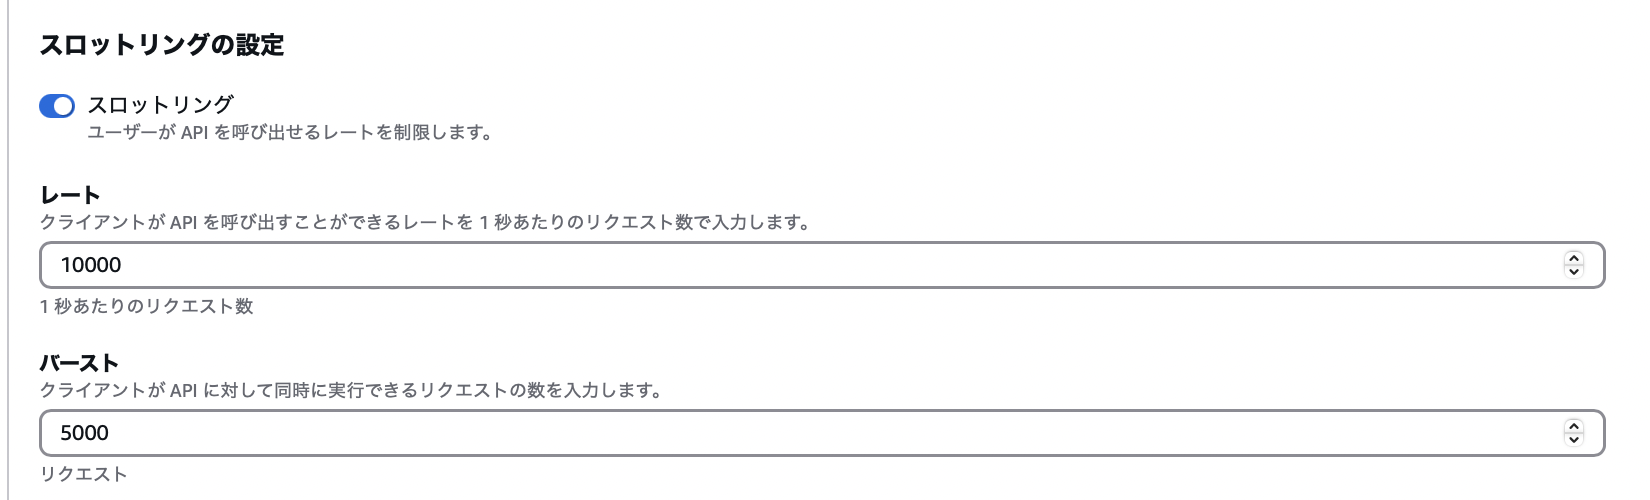 スロットリングの設定
スロットリング
ユーザーが API を呼び出せるレートを制限します。
レート
クライアントが API を呼び出すことができるレートを 1 秒あたりのリクエスト数で入力します。
10000
1 秒あたりのリクエスト数
バースト
クライアントが API に対して同時に実行できるリクエストの数を入力します。
5000
リクエスト